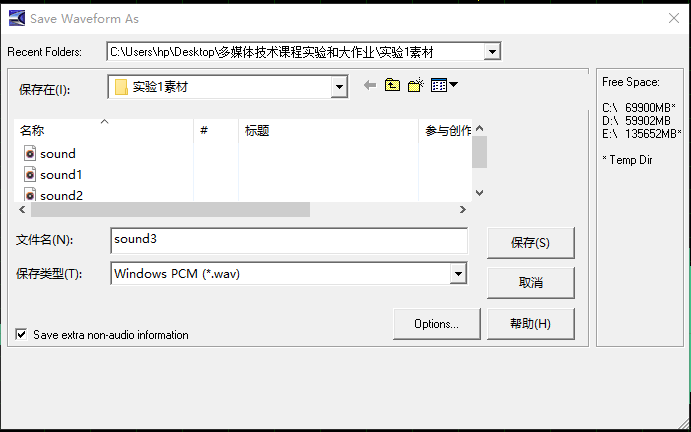 Save Waveform As
Recent Folders: C:\Users\hp\Desktop\多媒体技术课程实验和大作业\实验1素材
保存在(I): 实验1素材
名称 # 标题 参与创作
sound
sound1
sound2
文件名(N): sound3
保存(S)
保存类型(T): Windows PCM (*.wav)
取消
Options...
帮助(H)
Save extra non-audio information
Free Space:
C:\ 69900MB*
D:\ 59902MB
E:\ 135652MB*
* Temp Dir